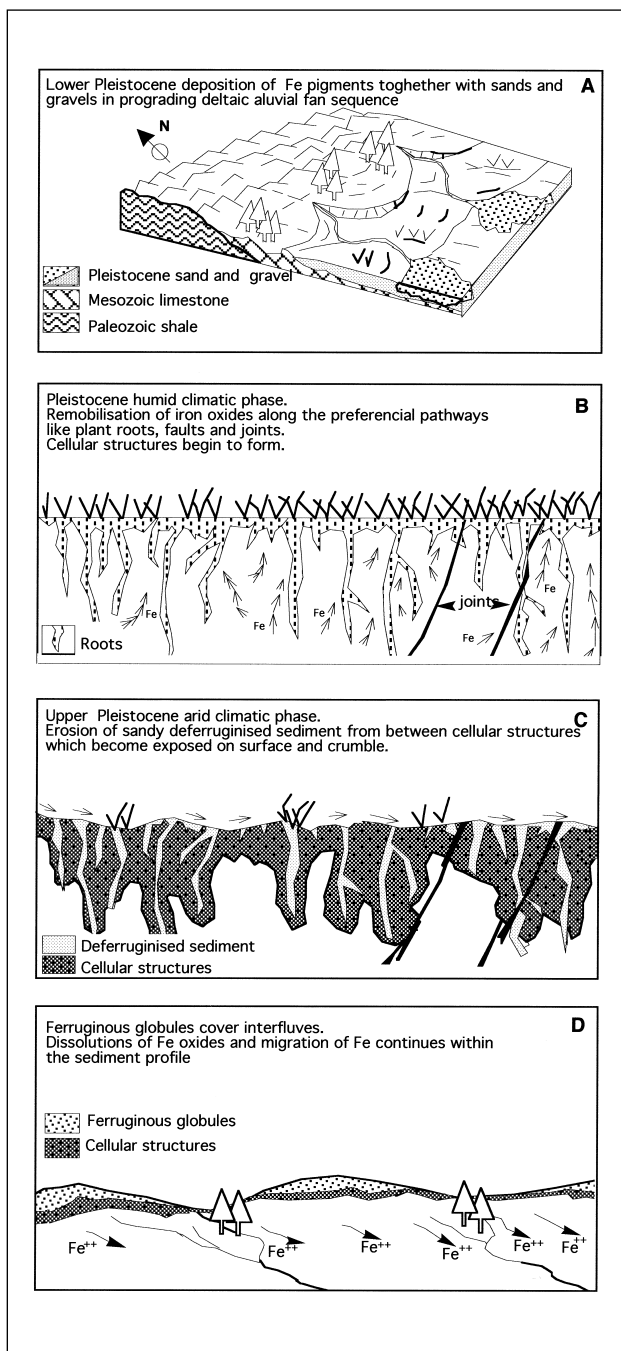 Lower Pleistocene deposition of Fe pigments toghether with sands and
gravels in prograding deltaic aluvial fan sequence
A
N
Pleistocene sand and gravel
Mesozoic limestone
Paleozoic shale
Pleistocene humid climatic phase.
Remobilisation of iron oxides along the preferencial pathways
like plant roots, faults and joints.
Cellular structures begin to form.
B
Fe
joints
Fe
Fe
Fe
Fe
Roots
Upper Pleistocene arid climatic phase.
Erosion of sandy deferruginised sediment from between cellular structures
which become exposed on surface and crumble.
C
Deferruginised sediment
Cellular structures
Ferruginous globules cover interfluves.
Dissolutions of Fe oxides and migration of Fe continues within
the sediment profile
D
Ferruginous globules
Cellular structures
Fe++
Fe++
Fe++
Fe++
Fe++
Fe++